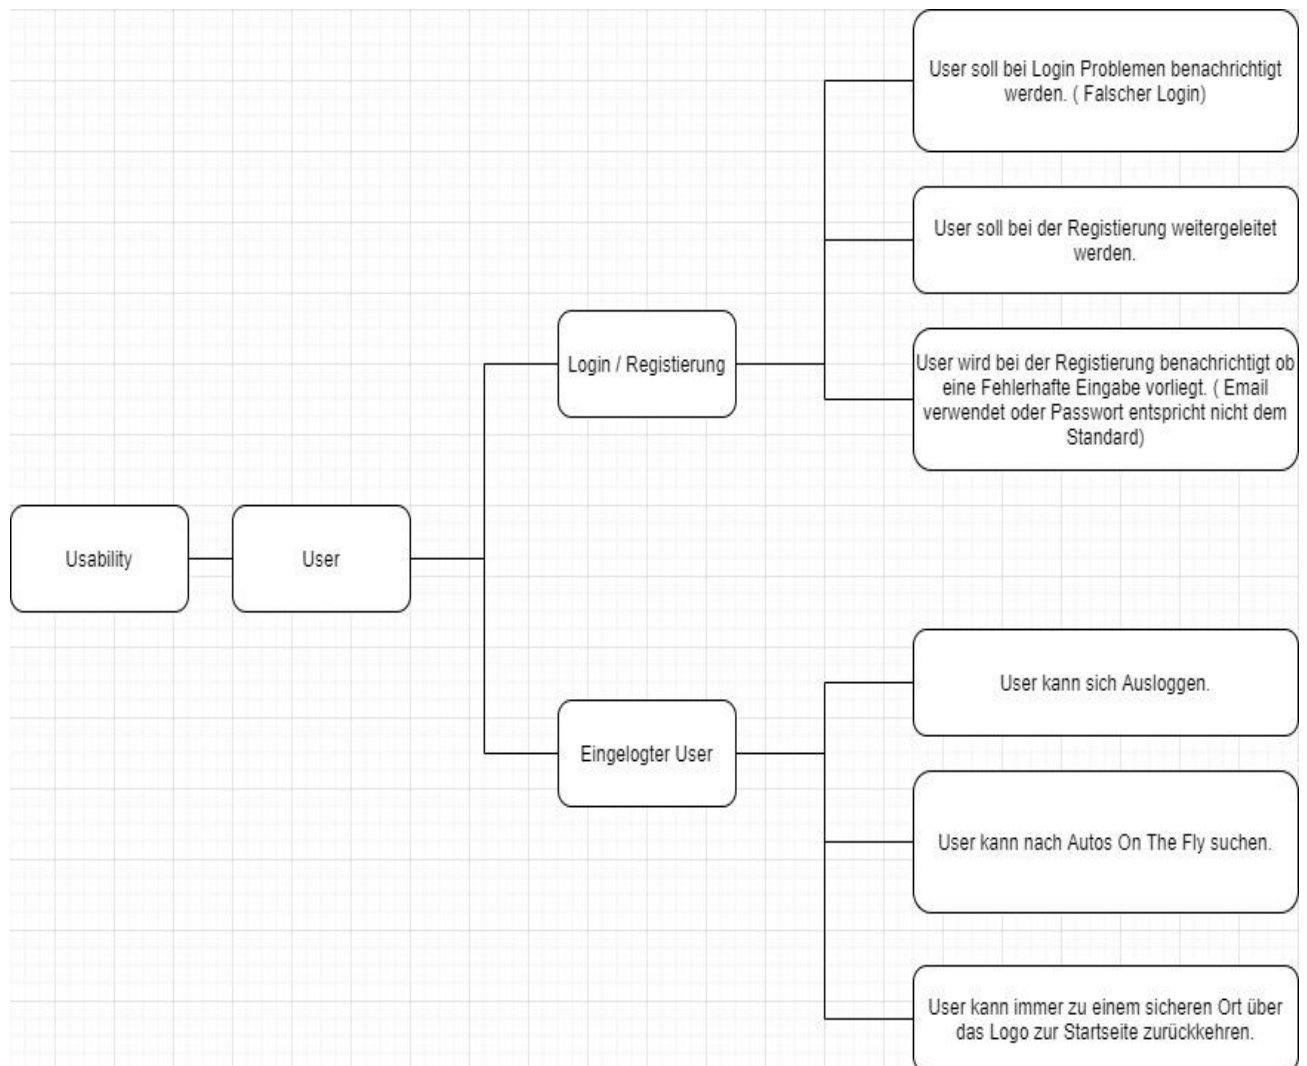 User soll bei Login Problemen benachrichtigt
werden. ( Falscher Login)
User soll bei der Registierung weitergeleitet
werden.
Login / Registierung
User wird bei der Registierung benachrichtigt ob
eine Fehlerhafte Eingabe vorliegt. ( Email
verwendet oder Passwort entspricht nicht dem
Standard)
Usability
User
User kann sich Ausloggen.
Eingelogter User
User kann nach Autos On The Fly suchen.
User kann immer zu einem sicheren Ort über
das Logo zur Startseite zurückkehren.